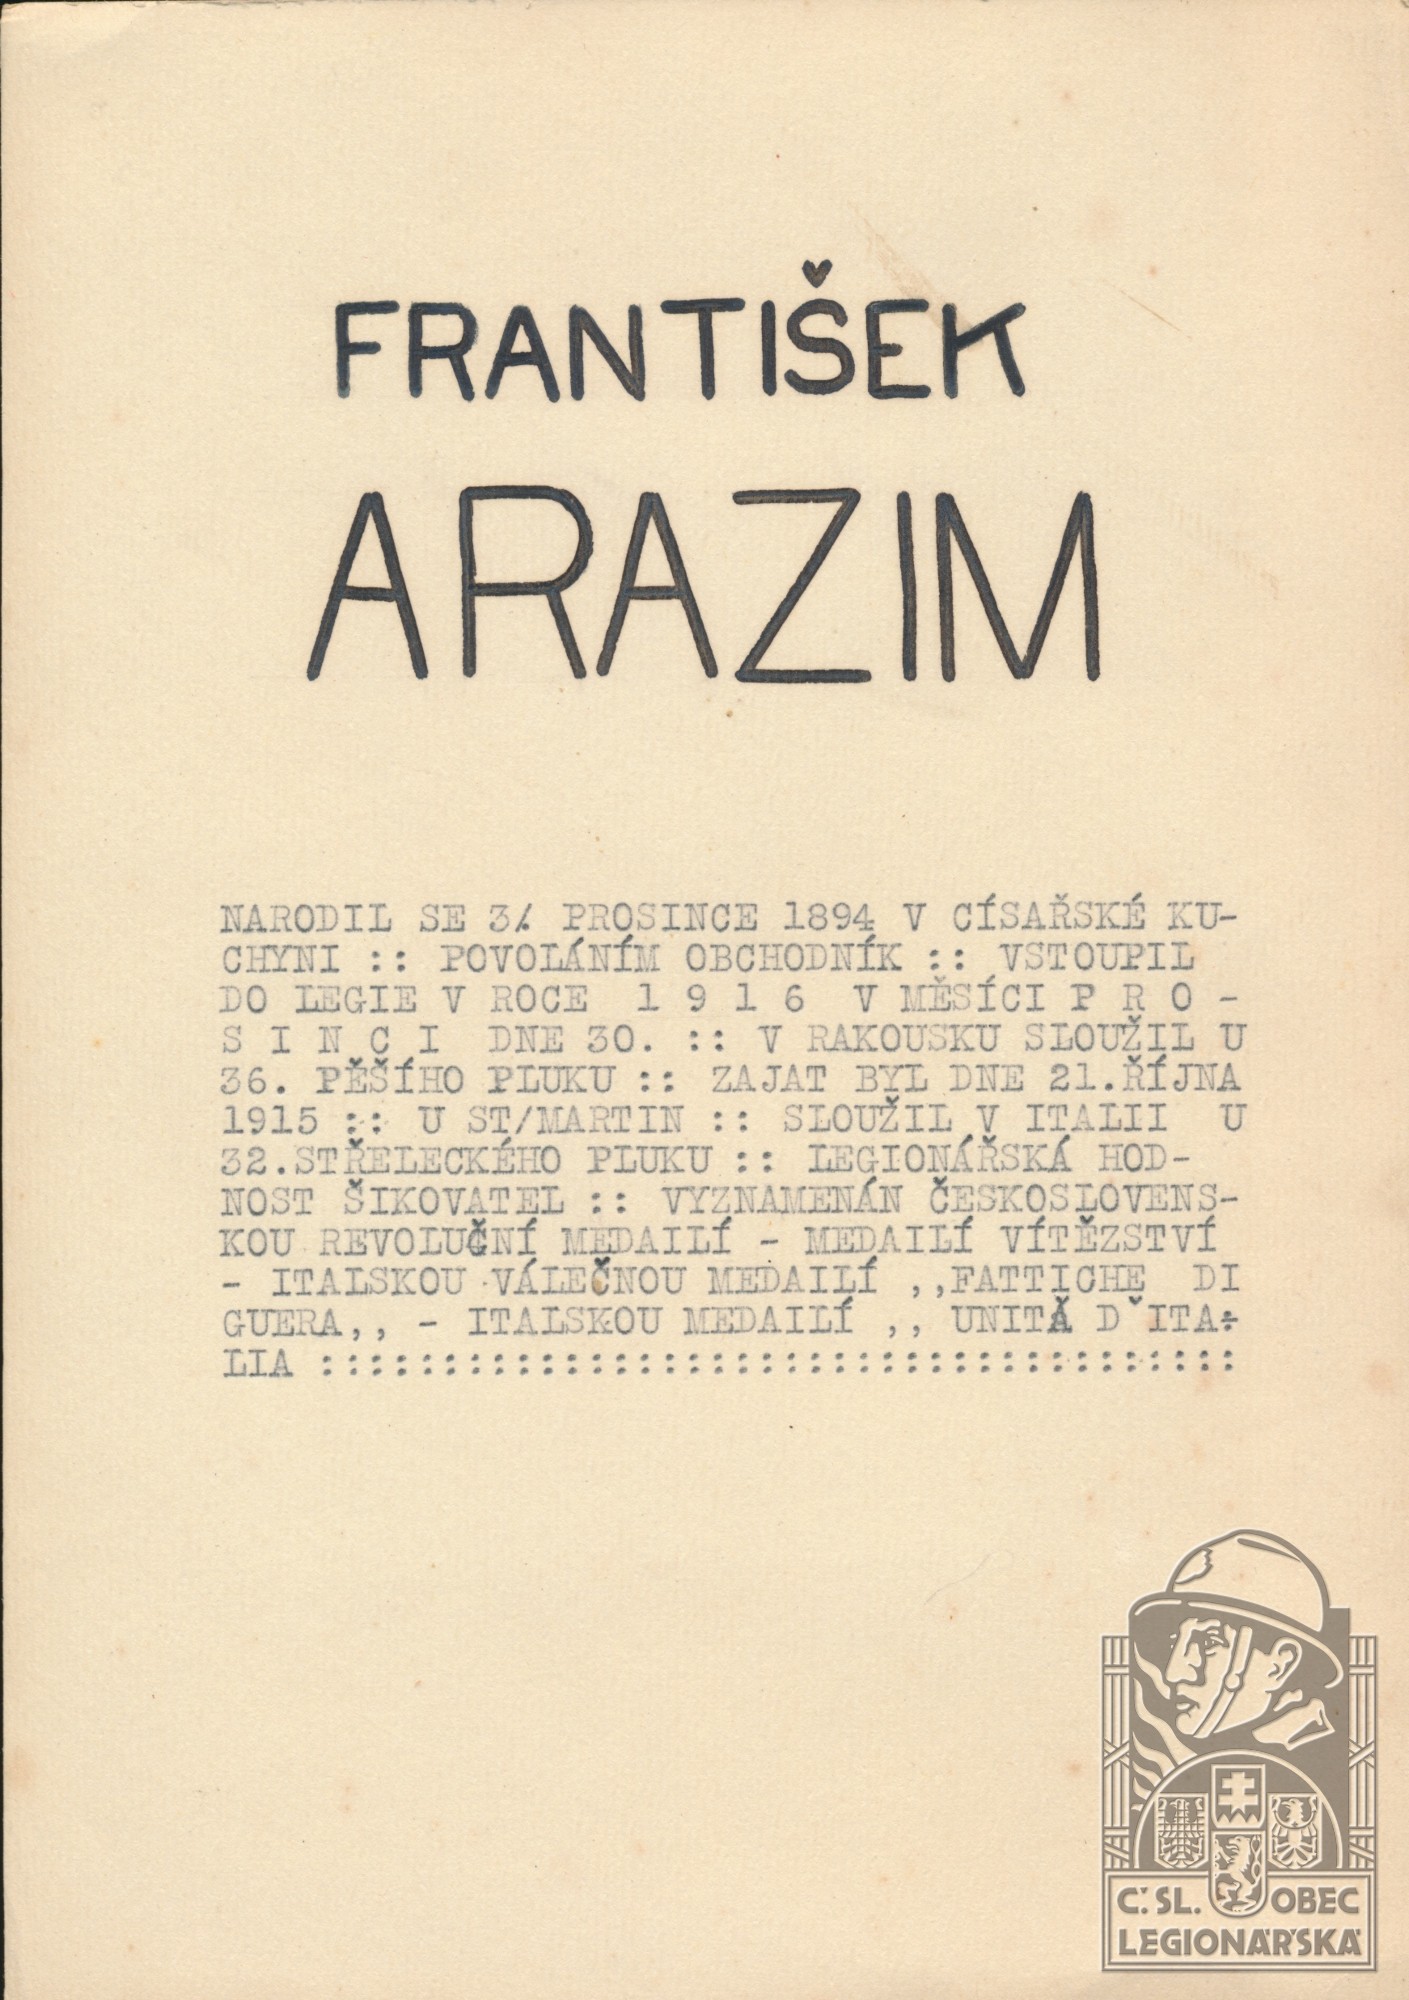 FRANTIŠEK
ARAZIM
NARODIL SE 3/. PROSINCE 1894 V CÍSAŘSKÉ KU-
CHYNI :: POVOLÁNÍM OBCHODNÍK :: VSTOUPIL
DO LEGIE V ROCE 1 9 1 6 V MĚSÍCI P R O -
S I N C I DNE 30. :: V RAKOUSKU SLOUŽIL U
36. PĚŠÍHO PLUKU :: ZAJAT BYL DNE 21.ŘÍJNA
1915 :: U ST/MARTIN :: SLOUŽIL V ITALII U
32.STŘELECKÉHO PLUKU :: LEGIONÁŘSKÁ HOD-
NOST ŠIKOVATEL :: VYZNAMENÁN ČESKOSLOVENS-
KOU REVOLUČNÍ MEDAILÍ - MEDAILÍ VÍTĚZSTVÍ
- ITALSKOU VÁLEČNOU MEDAILÍ ,,FATTICHE DI
GUERA,, - ITALSKOU MEDAILÍ ,, UNITĂ DˇITA-
LIA ::::::::::::::::::::::::::::::::::::::
Č.SL. OBEC
LEGIONÁŘSKÁ